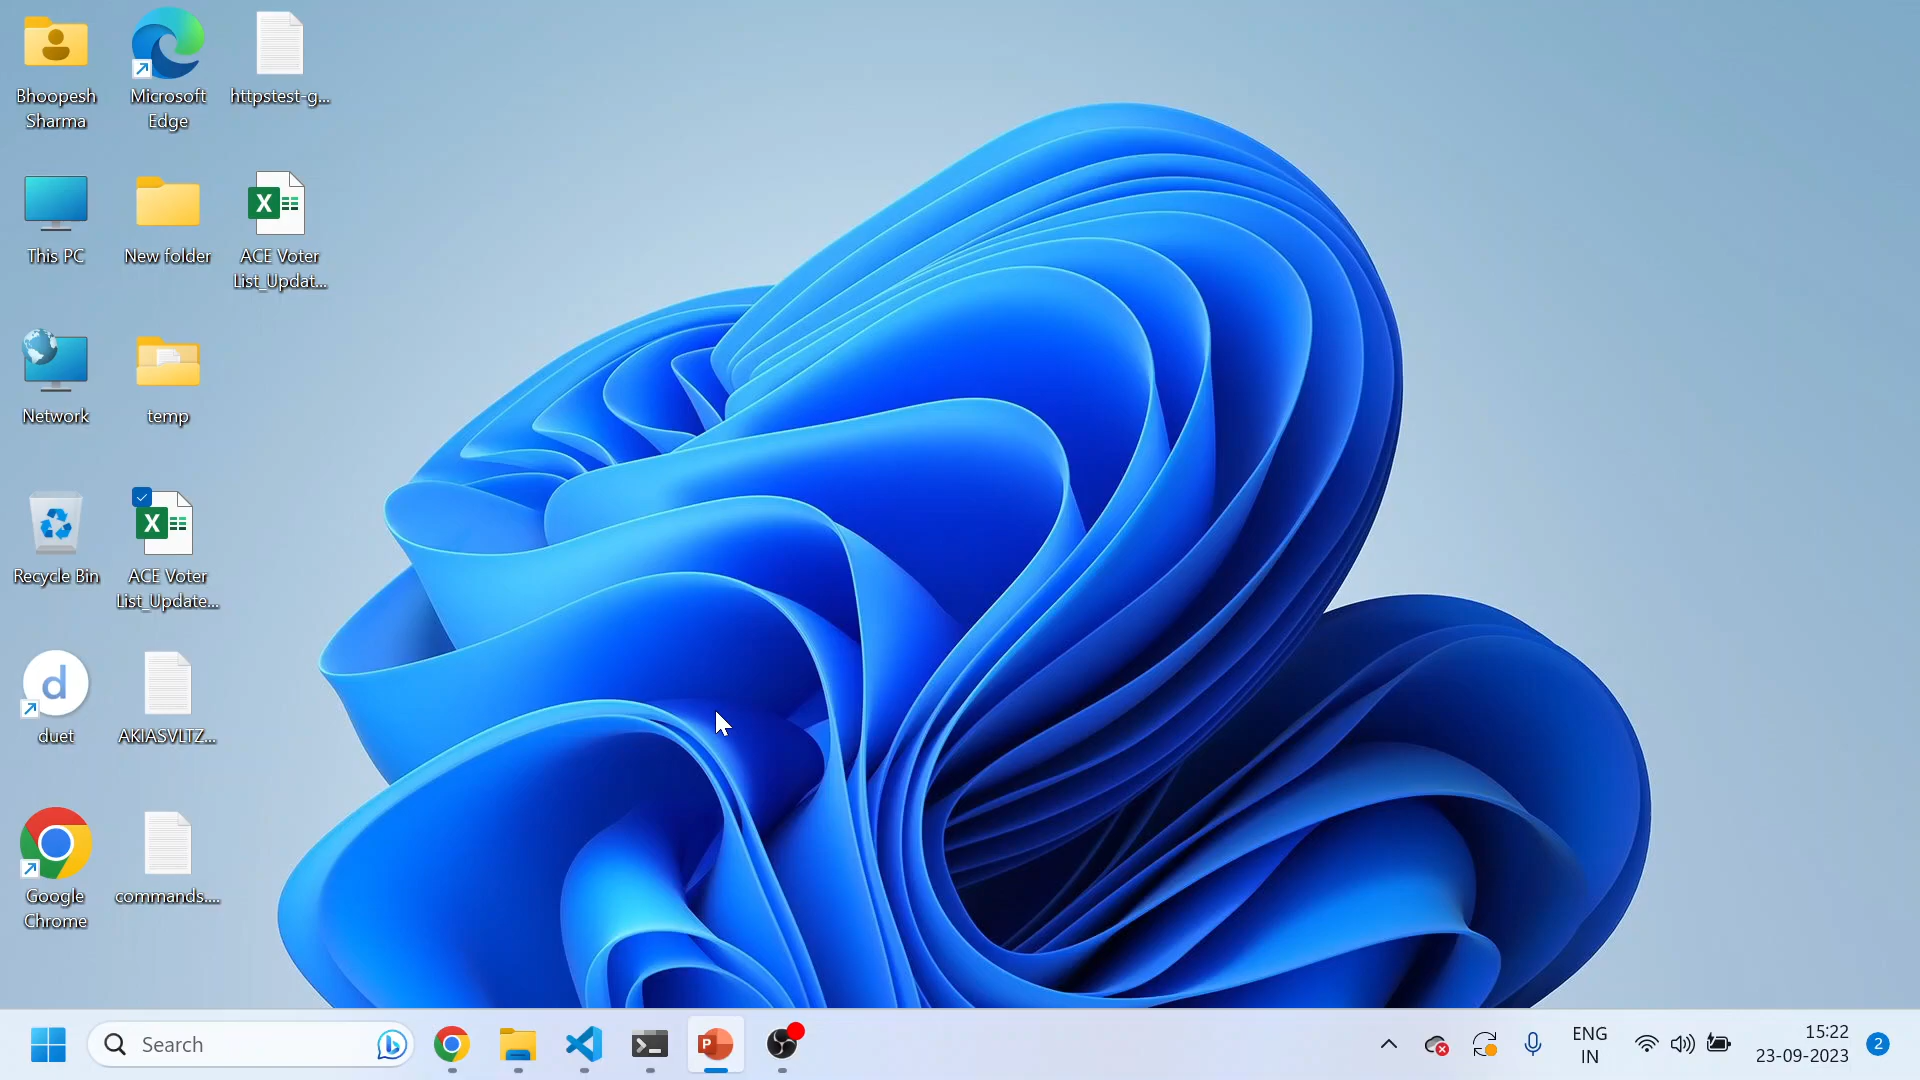 Bhoopesh
Sharma
Microsoft
Edge
httpstest-g...
This PC
New folder
ACE Voter
List_Updat...
Network
temp
Recycle Bin
ACE Voter
List_Update...
d
duet
AKIASVLTZ...
Google
Chrome
commands....
Search
ENG
IN
15:22
23-09-2023
2